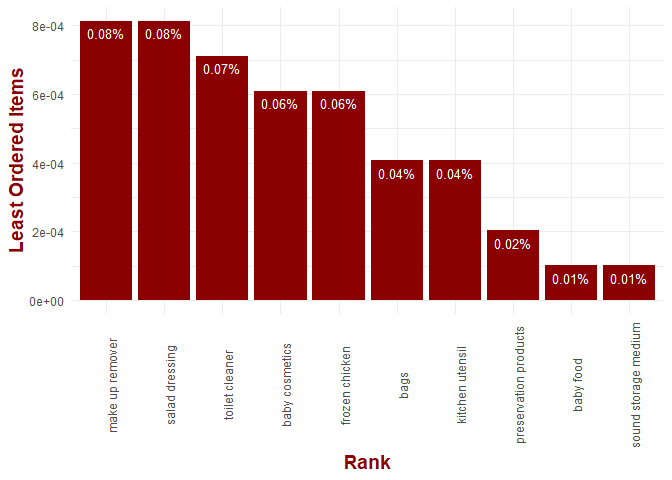 Least Ordered Items
8e-04
6e-04
4e-04
2e-04
0e+00
0.08%
0.08%
0.07%
0.06%
0.06%
0.04%
0.04%
0.02%
0.01%
0.01%
make up remover
salad dressing
toilet cleaner
baby cosmetics
frozen chicken
bags
kitchen utensil
preservation products
baby food
sound storage medium
Rank